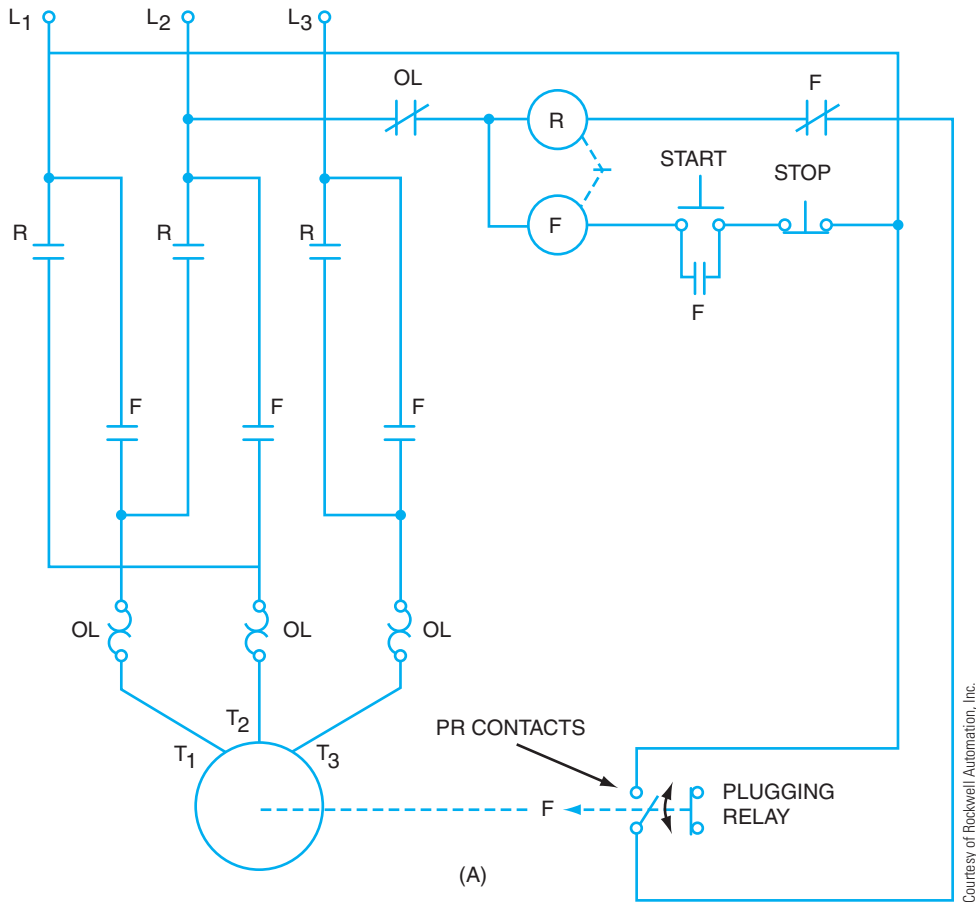 L1
L2
L3
OL
R
F
START
STOP
F
F
R
R
R
F
F
F
OL
OL
OL
T1
T2
T3
PR CONTACTS
F
PLUGGING
RELAY
(A)
Courtesy of Rockwell Automation, Inc.